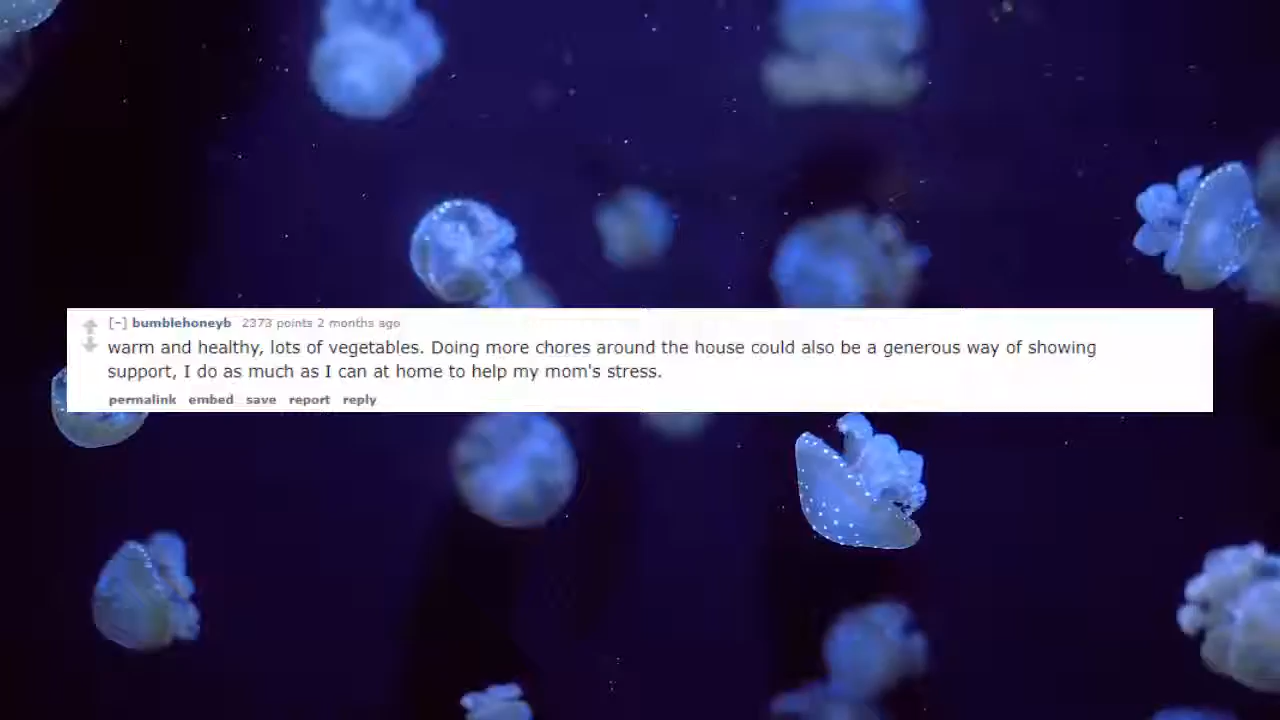 [–] bumblehoneyb 2373 points 2 months ago
warm and healthy, lots of vegetables. Doing more chores around the house could also be a generous way of showing
support, I do as much as I can at home to help my mom's stress.
permalink embed save report reply